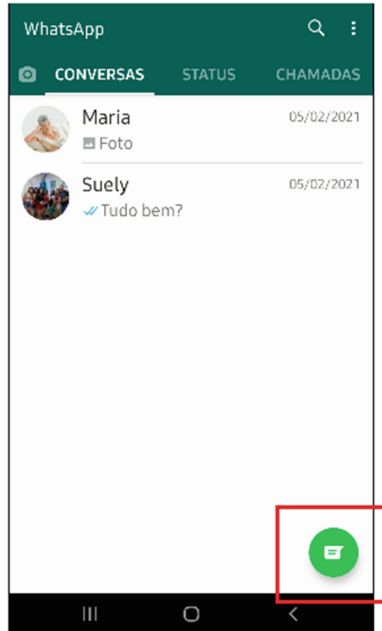 WhatsApp
CONVERSAS STATUS CHAMADAS
Maria 05/02/2021
Foto
Suely 05/02/2021
Tudo bem?